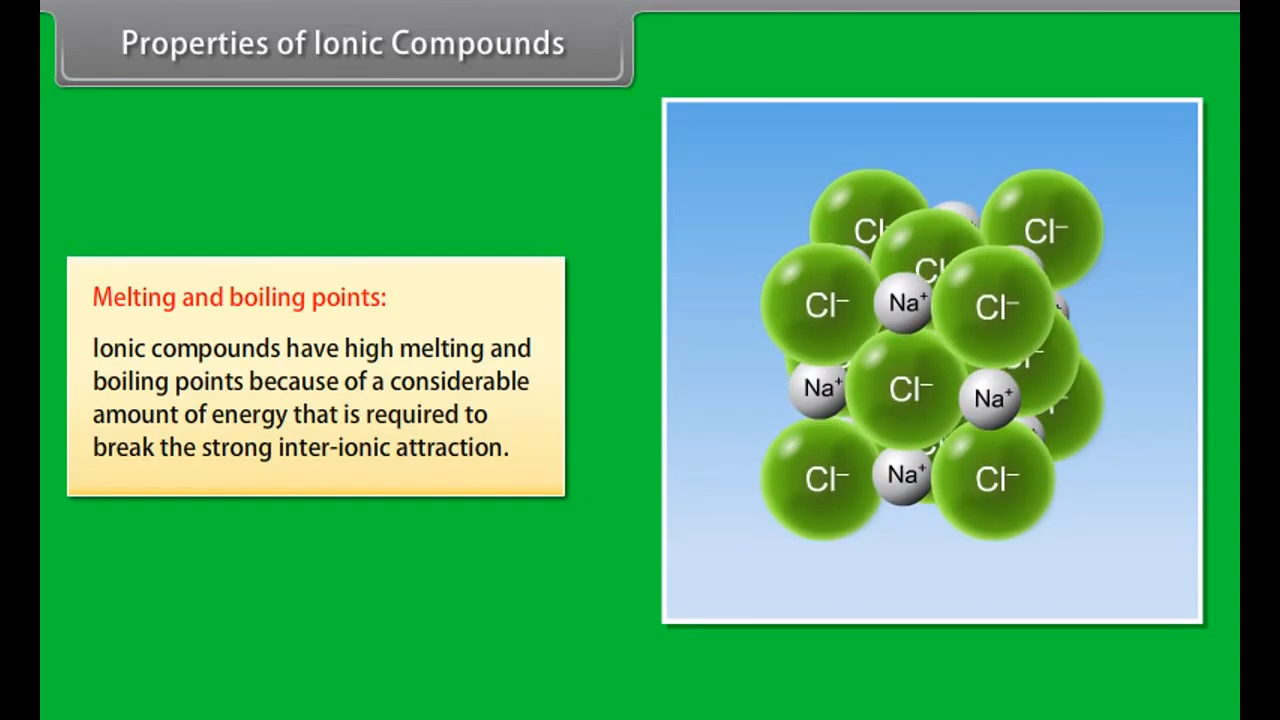 Properties of Ionic Compounds
Melting and boiling points:
Ionic compounds have high melting and
boiling points because of a considerable
amount of energy that is required to
break the strong inter-ionic attraction.
Cl⁻
Cl⁻
Cl
Cl⁻
Na⁺
Cl⁻
Na⁺
Cl⁻
Na⁺
Cl⁻
Na⁺
Cl⁻